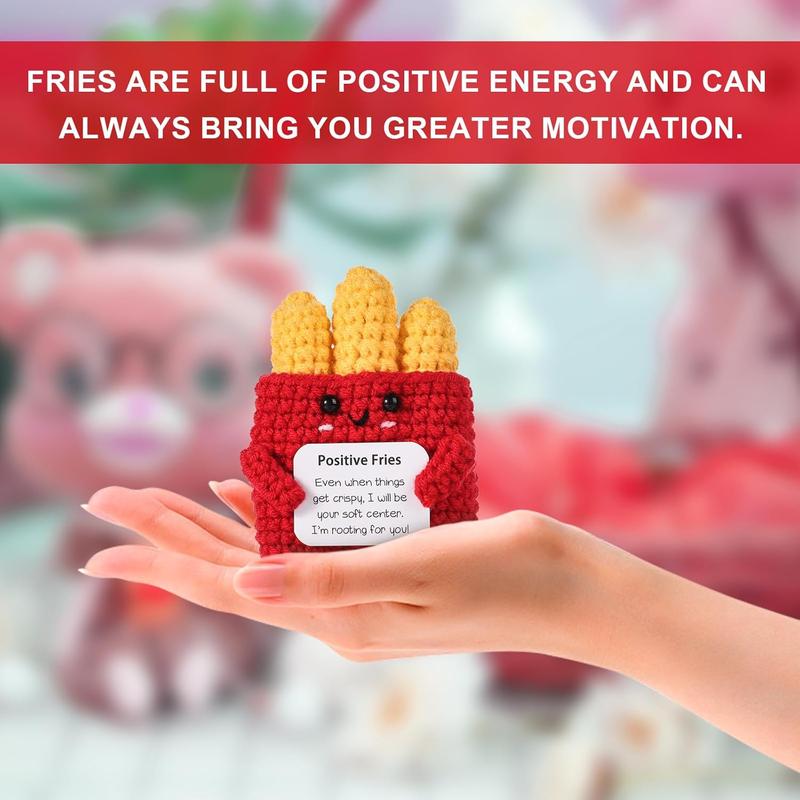 FRIES ARE FULL OF POSITIVE ENERGY AND CAN
ALWAYS BRING YOU GREATER MOTIVATION.
Positive Fries
Even when things
get crispy, I will be
your soft center.
I'm rooting for you!